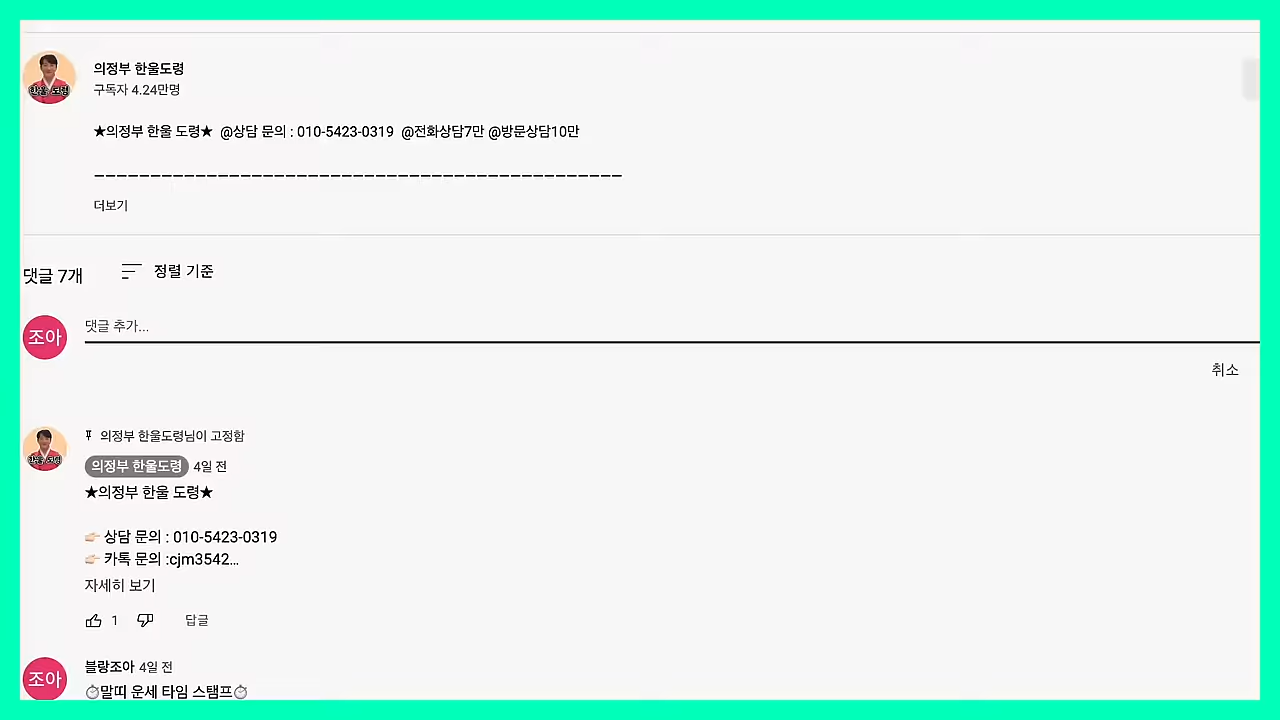 의정부 한울도령
구독자 4.24만명
★의정부 한울 도령★ @상담 문의 : 010-5423-0319 @전화상담7만 @방문상담10만
더보기
댓글 7개
정렬 기준
조아
댓글 추가...
취소
의정부 한울도령님이 고정함
의정부 한울도령 4일 전
★의정부 한울 도령★
👉🏻 상담 문의 : 010-5423-0319
👉🏻 카톡 문의 :cjm3542...
자세히 보기
1 답글
조아
블랑조아 4일 전
⏱말띠 운세 타임 스탬프⏱